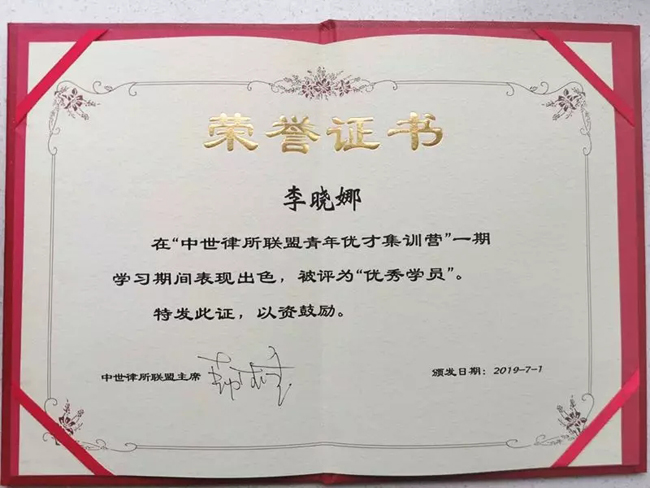 荣誉证书
李晓娜
在“中世律所联盟青年优才集训营”一期
学习期间表现出色，被评为“优秀学员”。
特发此证，以资鼓励。
中世律所联盟主席
颁发日期：2019-7-1